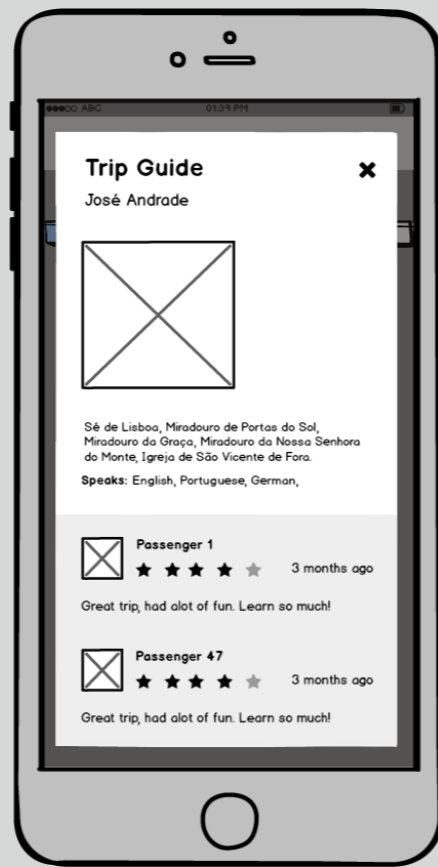 ABC 01:39 PM
Trip Guide
José Andrade
Sé de Lisboa, Miradouro de Portas do Sol,
Miradouro da Graça, Miradouro da Nossa Senhora
do Monte, Igreja de São Vicente de Fora.
Speaks: English, Portuguese, German,
Passenger 1
3 months ago
Great trip, had alot of fun. Learn so much!
Passenger 47
3 months ago
Great trip, had alot of fun. Learn so much!